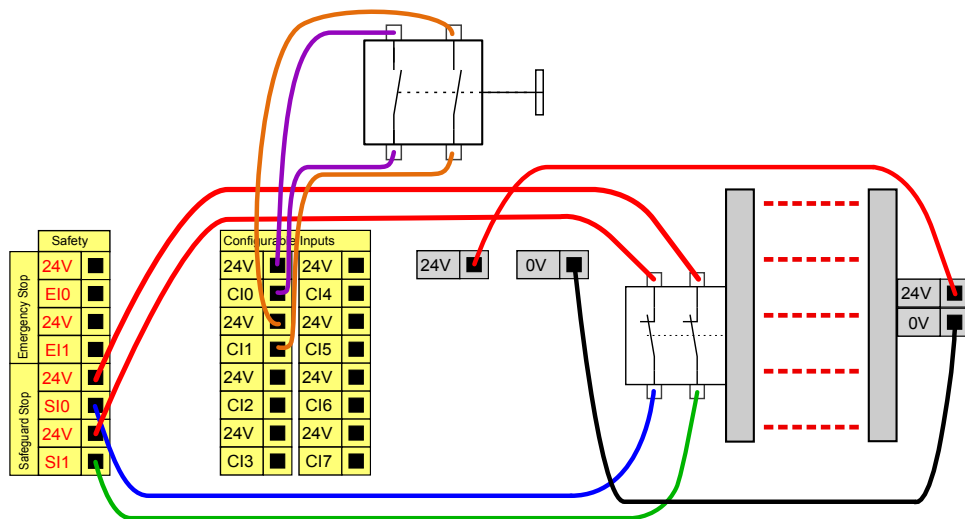 Safety
Emergency Stop
24V
EI0
24V
EI1
Safeguard Stop
24V
SI0
24V
SI1
Configurable Inputs
24V 24V
CI0 CI4
24V 24V
CI1 CI5
24V 24V
CI2 CI6
24V 24V
CI3 CI7
24V
0V
24V
0V